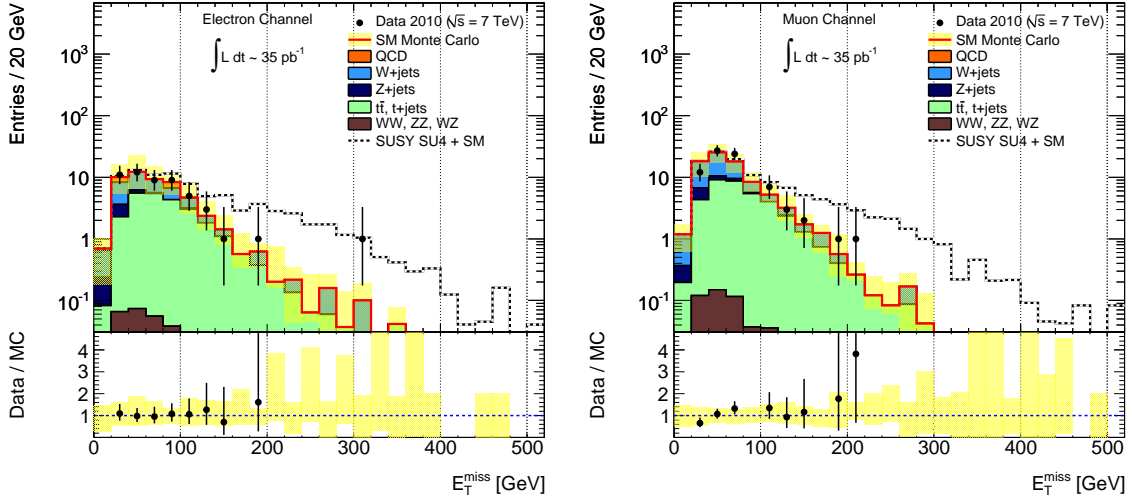 Electron Channel
∫ L dt ~ 35 pb⁻¹
Data 2010 (√s = 7 TeV)
SM Monte Carlo
QCD
W+jets
Z+jets
tt̄, t+jets
WW, ZZ, WZ
SUSY SU4 + SM
Entries / 20 GeV
10³
10²
10
1
10⁻¹
Data / MC
4
3
2
1
0 100 200 300 400 500
E_T^miss [GeV]
Muon Channel
∫ L dt ~ 35 pb⁻¹
Data 2010 (√s = 7 TeV)
SM Monte Carlo
QCD
W+jets
Z+jets
tt̄, t+jets
WW, ZZ, WZ
SUSY SU4 + SM
Entries / 20 GeV
10³
10²
10
1
10⁻¹
Data / MC
4
3
2
1
0 100 200 300 400 500
E_T^miss [GeV]